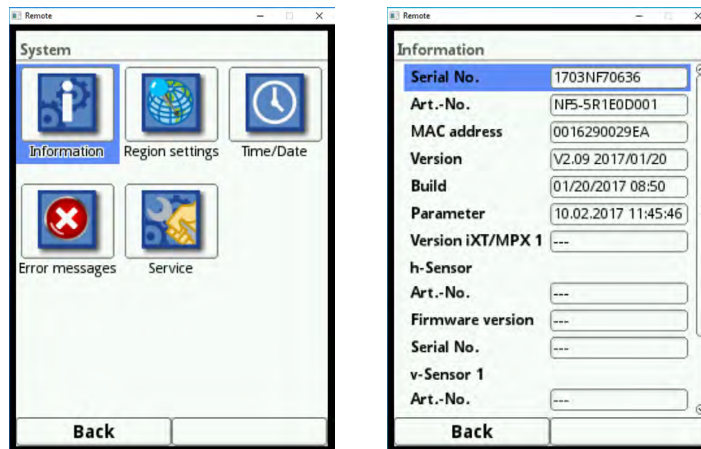 Remote
System
Information
Region settings
Time/Date
Error messages
Service
Back
Remote
Information
Serial No. 1703NF70636
Art.-No. NF5-5R1E0D001
MAC address 0016290029EA
Version V2.09 2017/01/20
Build 01/20/2017 08:50
Parameter 10.02.2017 11:45:46
Version iXT/MPX 1 ---
h-Sensor
Art.-No. ---
Firmware version ---
Serial No. ---
v-Sensor 1
Art.-No. ---
Back